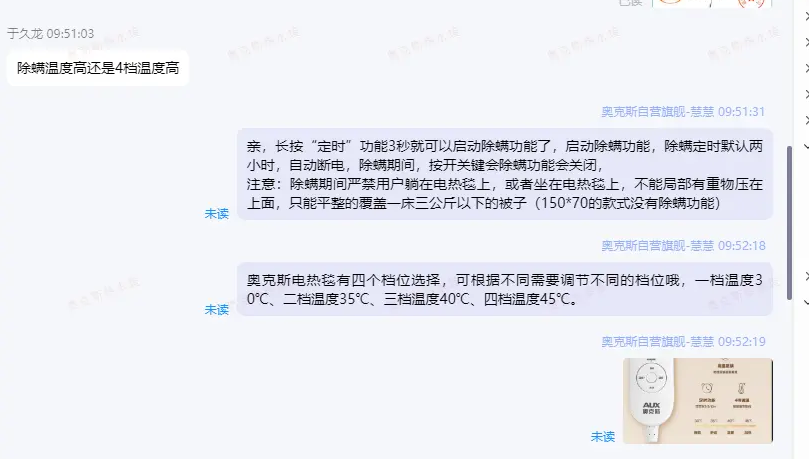 已读
于久龙 09:51:03
除螨温度高还是4档温度高
奥克斯自营旗舰-慧慧 09:51:31
亲，长按“定时”功能3秒就可以启动除螨功能了，启动除螨功能，除螨定时默认两
小时，自动断电，除螨期间，按开关键会除螨功能会关闭，
注意：除螨期间严禁用户躺在电热毯上，或者坐在电热毯上，不能局部有重物压在
上面，只能平整的覆盖一床三公斤以下的被子（150*70的款式没有除螨功能）
未读
奥克斯自营旗舰-慧慧 09:52:18
奥克斯电热毯有四个档位选择，可根据不同需要调节不同的档位哦，一档温度3
0℃、二档温度35℃、三档温度40℃、四档温度45℃。
未读
奥克斯自营旗舰-慧慧 09:52:19
AUX
奥克斯
未读